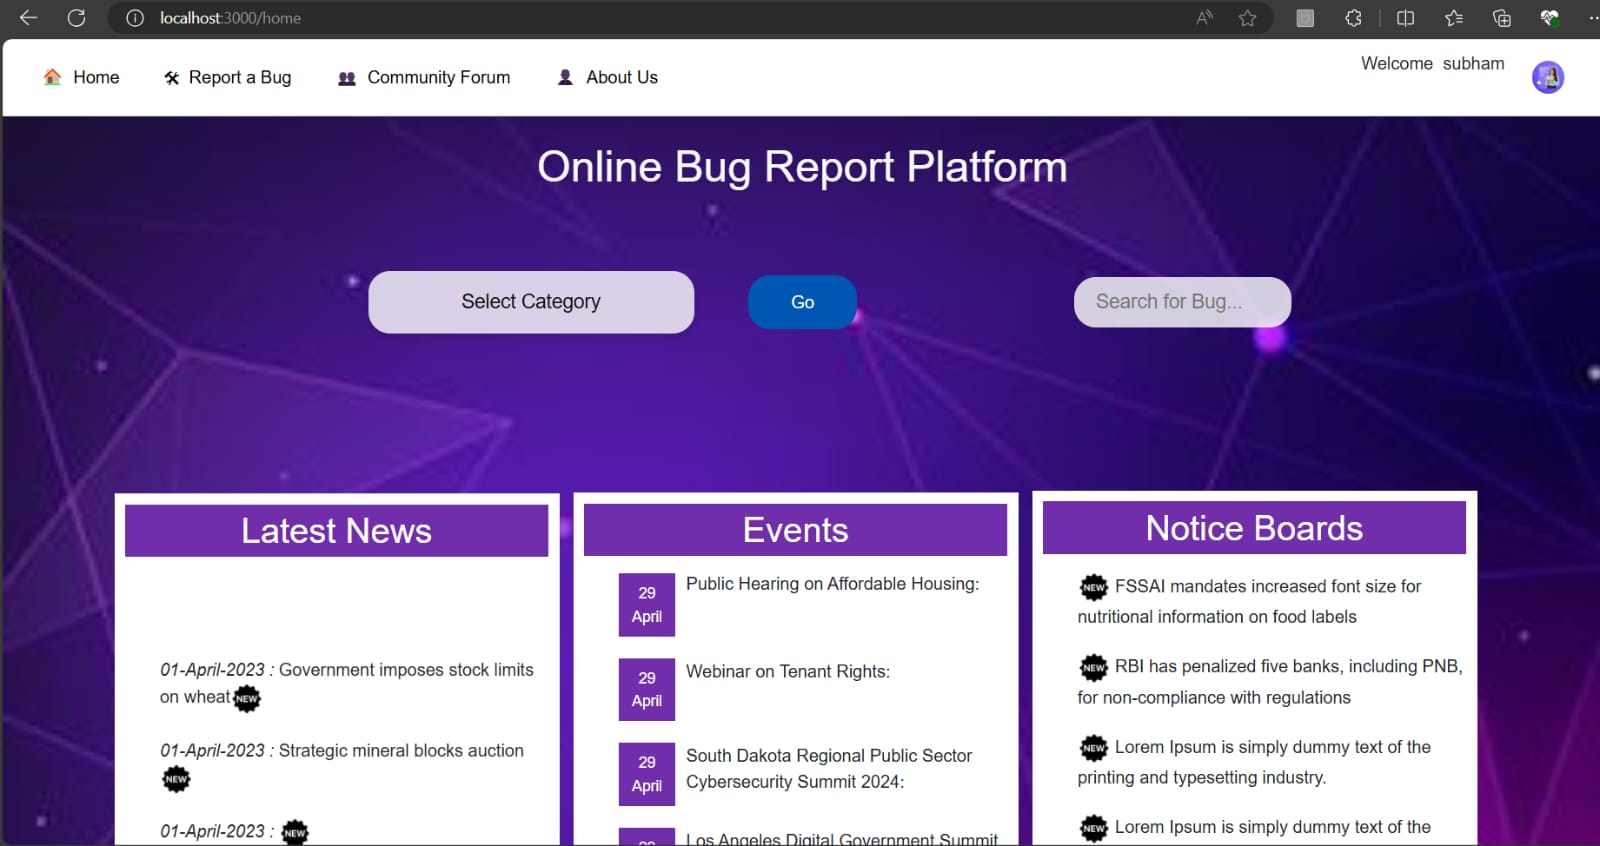 localhost:3000/home
Home Report a Bug Community Forum About Us
Welcome subham
Online Bug Report Platform
Select Category Go Search for Bug...
Latest News
01-April-2023 : Government imposes stock limits
on wheat NEW
01-April-2023 : Strategic mineral blocks auction
NEW
01-April-2023 : NEW
Events
29
April
Public Hearing on Affordable Housing:
29
April
Webinar on Tenant Rights:
29
April
South Dakota Regional Public Sector
Cybersecurity Summit 2024:
29
Los Angeles Digital Government Summit
Notice Boards
NEW FSSAI mandates increased font size for
nutritional information on food labels
NEW RBI has penalized five banks, including PNB,
for non-compliance with regulations
NEW Lorem Ipsum is simply dummy text of the
printing and typesetting industry.
NEW Lorem Ipsum is simply dummy text of the